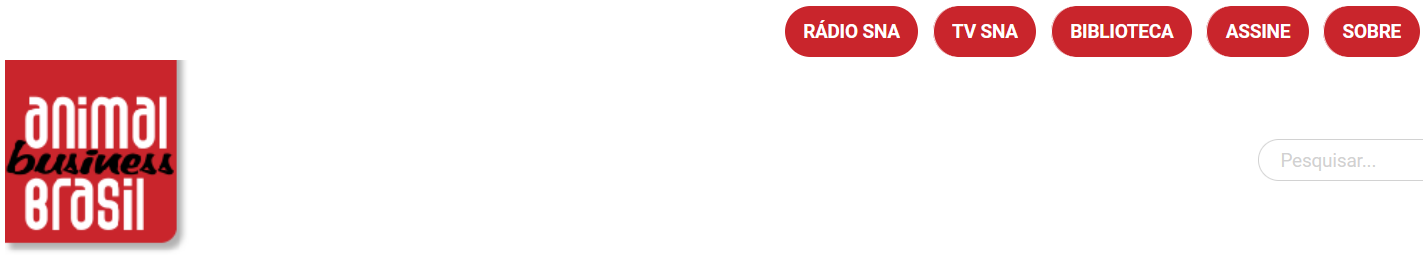 RÁDIO SNA
TV SNA
BIBLIOTECA
ASSINE
SOBRE
animal
business
Brasil
Pesquisar...